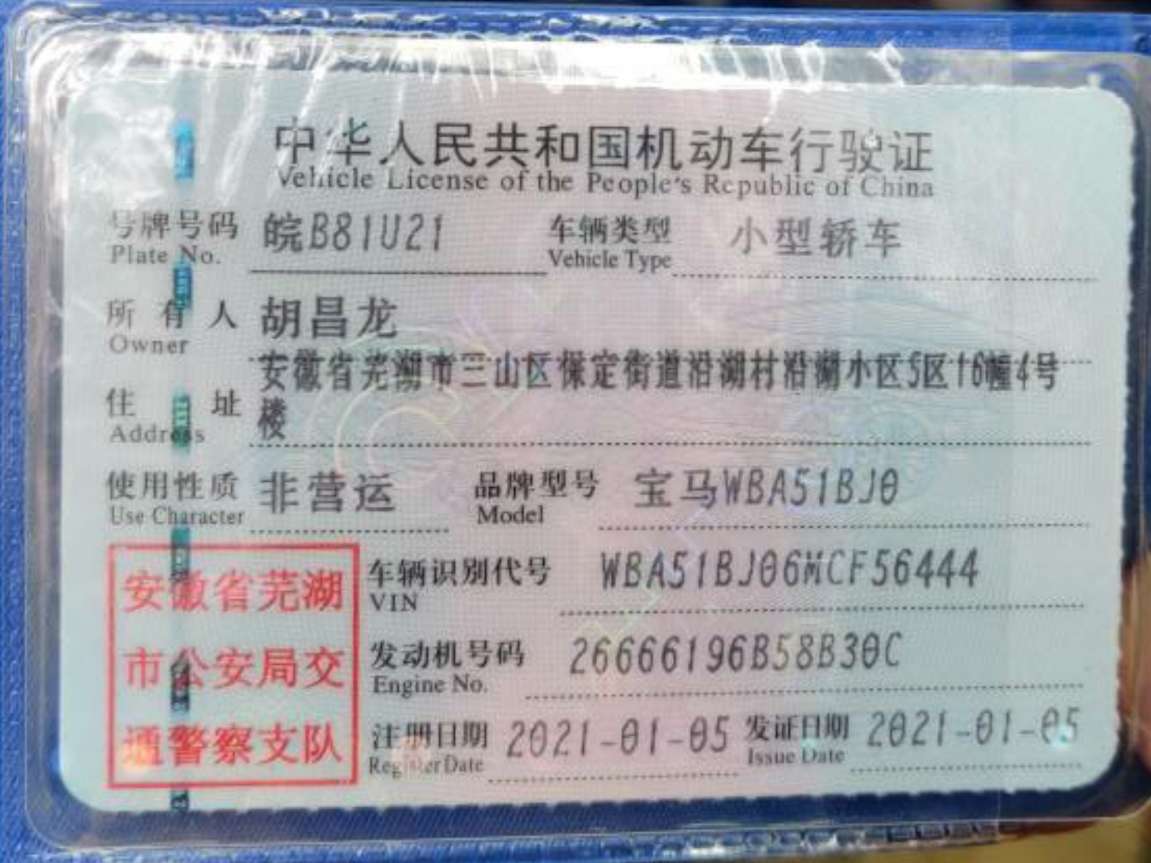 中华人民共和国机动车行驶证
Vehicle License of the People's Republic of China
号牌号码 皖B81U21 车辆类型 小型轿车
Plate No. Vehicle Type
所有人 胡昌龙
Owner
安徽省芜湖市三山区保定街道沿湖村沿湖小区5区16幢4号
住址 楼
Address
使用性质 非营运 品牌型号 宝马WBA51BJ0
Use Character Model
安徽省芜湖
市公安局交
通警察支队
车辆识别代号 WBA51BJ06MCF56444
VIN
发动机号码 26666196B58B30C
Engine No.
注册日期 2021-01-05 发证日期 2021-01-05
Register Date Issue Date